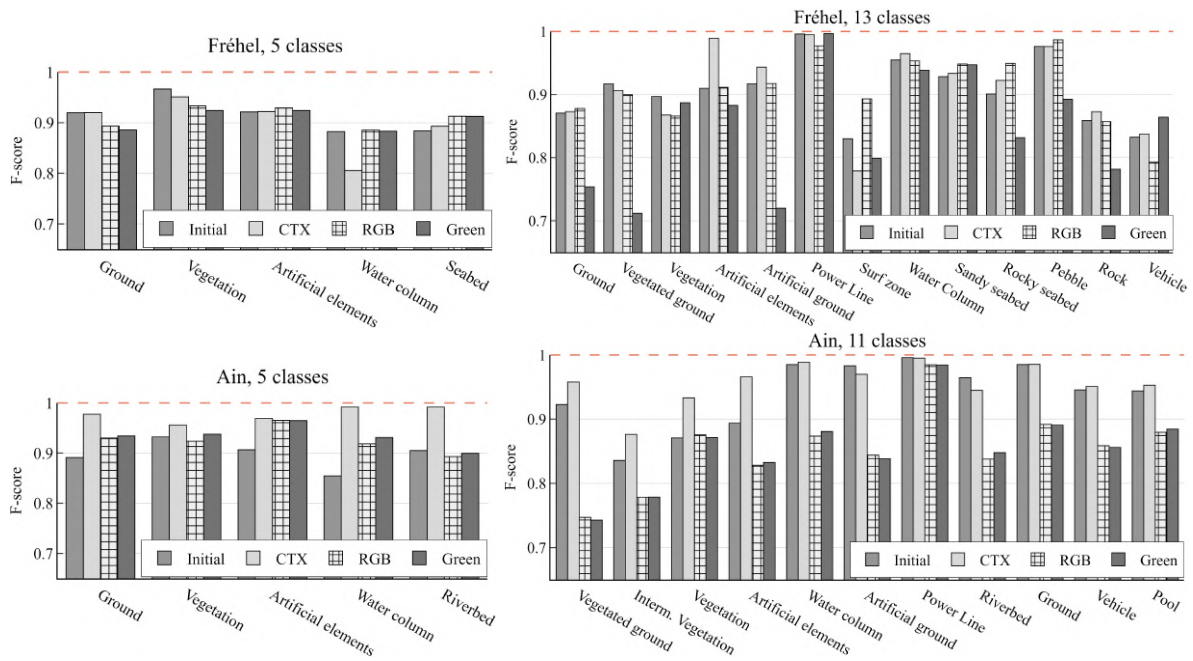 Fréhel, 5 classes
F-score
1
0.9
0.8
0.7
Initial CTX RGB Green
Ground
Vegetation
Artificial elements
Water column
Seabed
Fréhel, 13 classes
F-score
1
0.9
0.8
0.7
Initial CTX RGB Green
Ground
Vegetated ground
Vegetation
Artificial elements
Artificial ground
Power Line
Surf zone
Water Column
Sandy seabed
Rocky seabed
Pebble
Rock
Vehicle
Ain, 5 classes
F-score
1
0.9
0.8
0.7
Initial CTX RGB Green
Ground
Vegetation
Artificial elements
Water column
Riverbed
Ain, 11 classes
F-score
1
0.9
0.8
0.7
Initial CTX RGB Green
Vegetated ground
Interm. Vegetation
Vegetation
Artificial elements
Water column
Artificial ground
Power Line
Riverbed
Ground
Vehicle
Pool